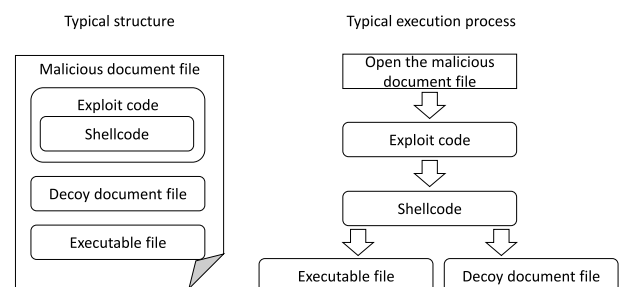 Typical structure
Malicious document file
Exploit code
Shellcode
Decoy document file
Executable file
Typical execution process
Open the malicious
document file
Exploit code
Shellcode
Executable file
Decoy document file